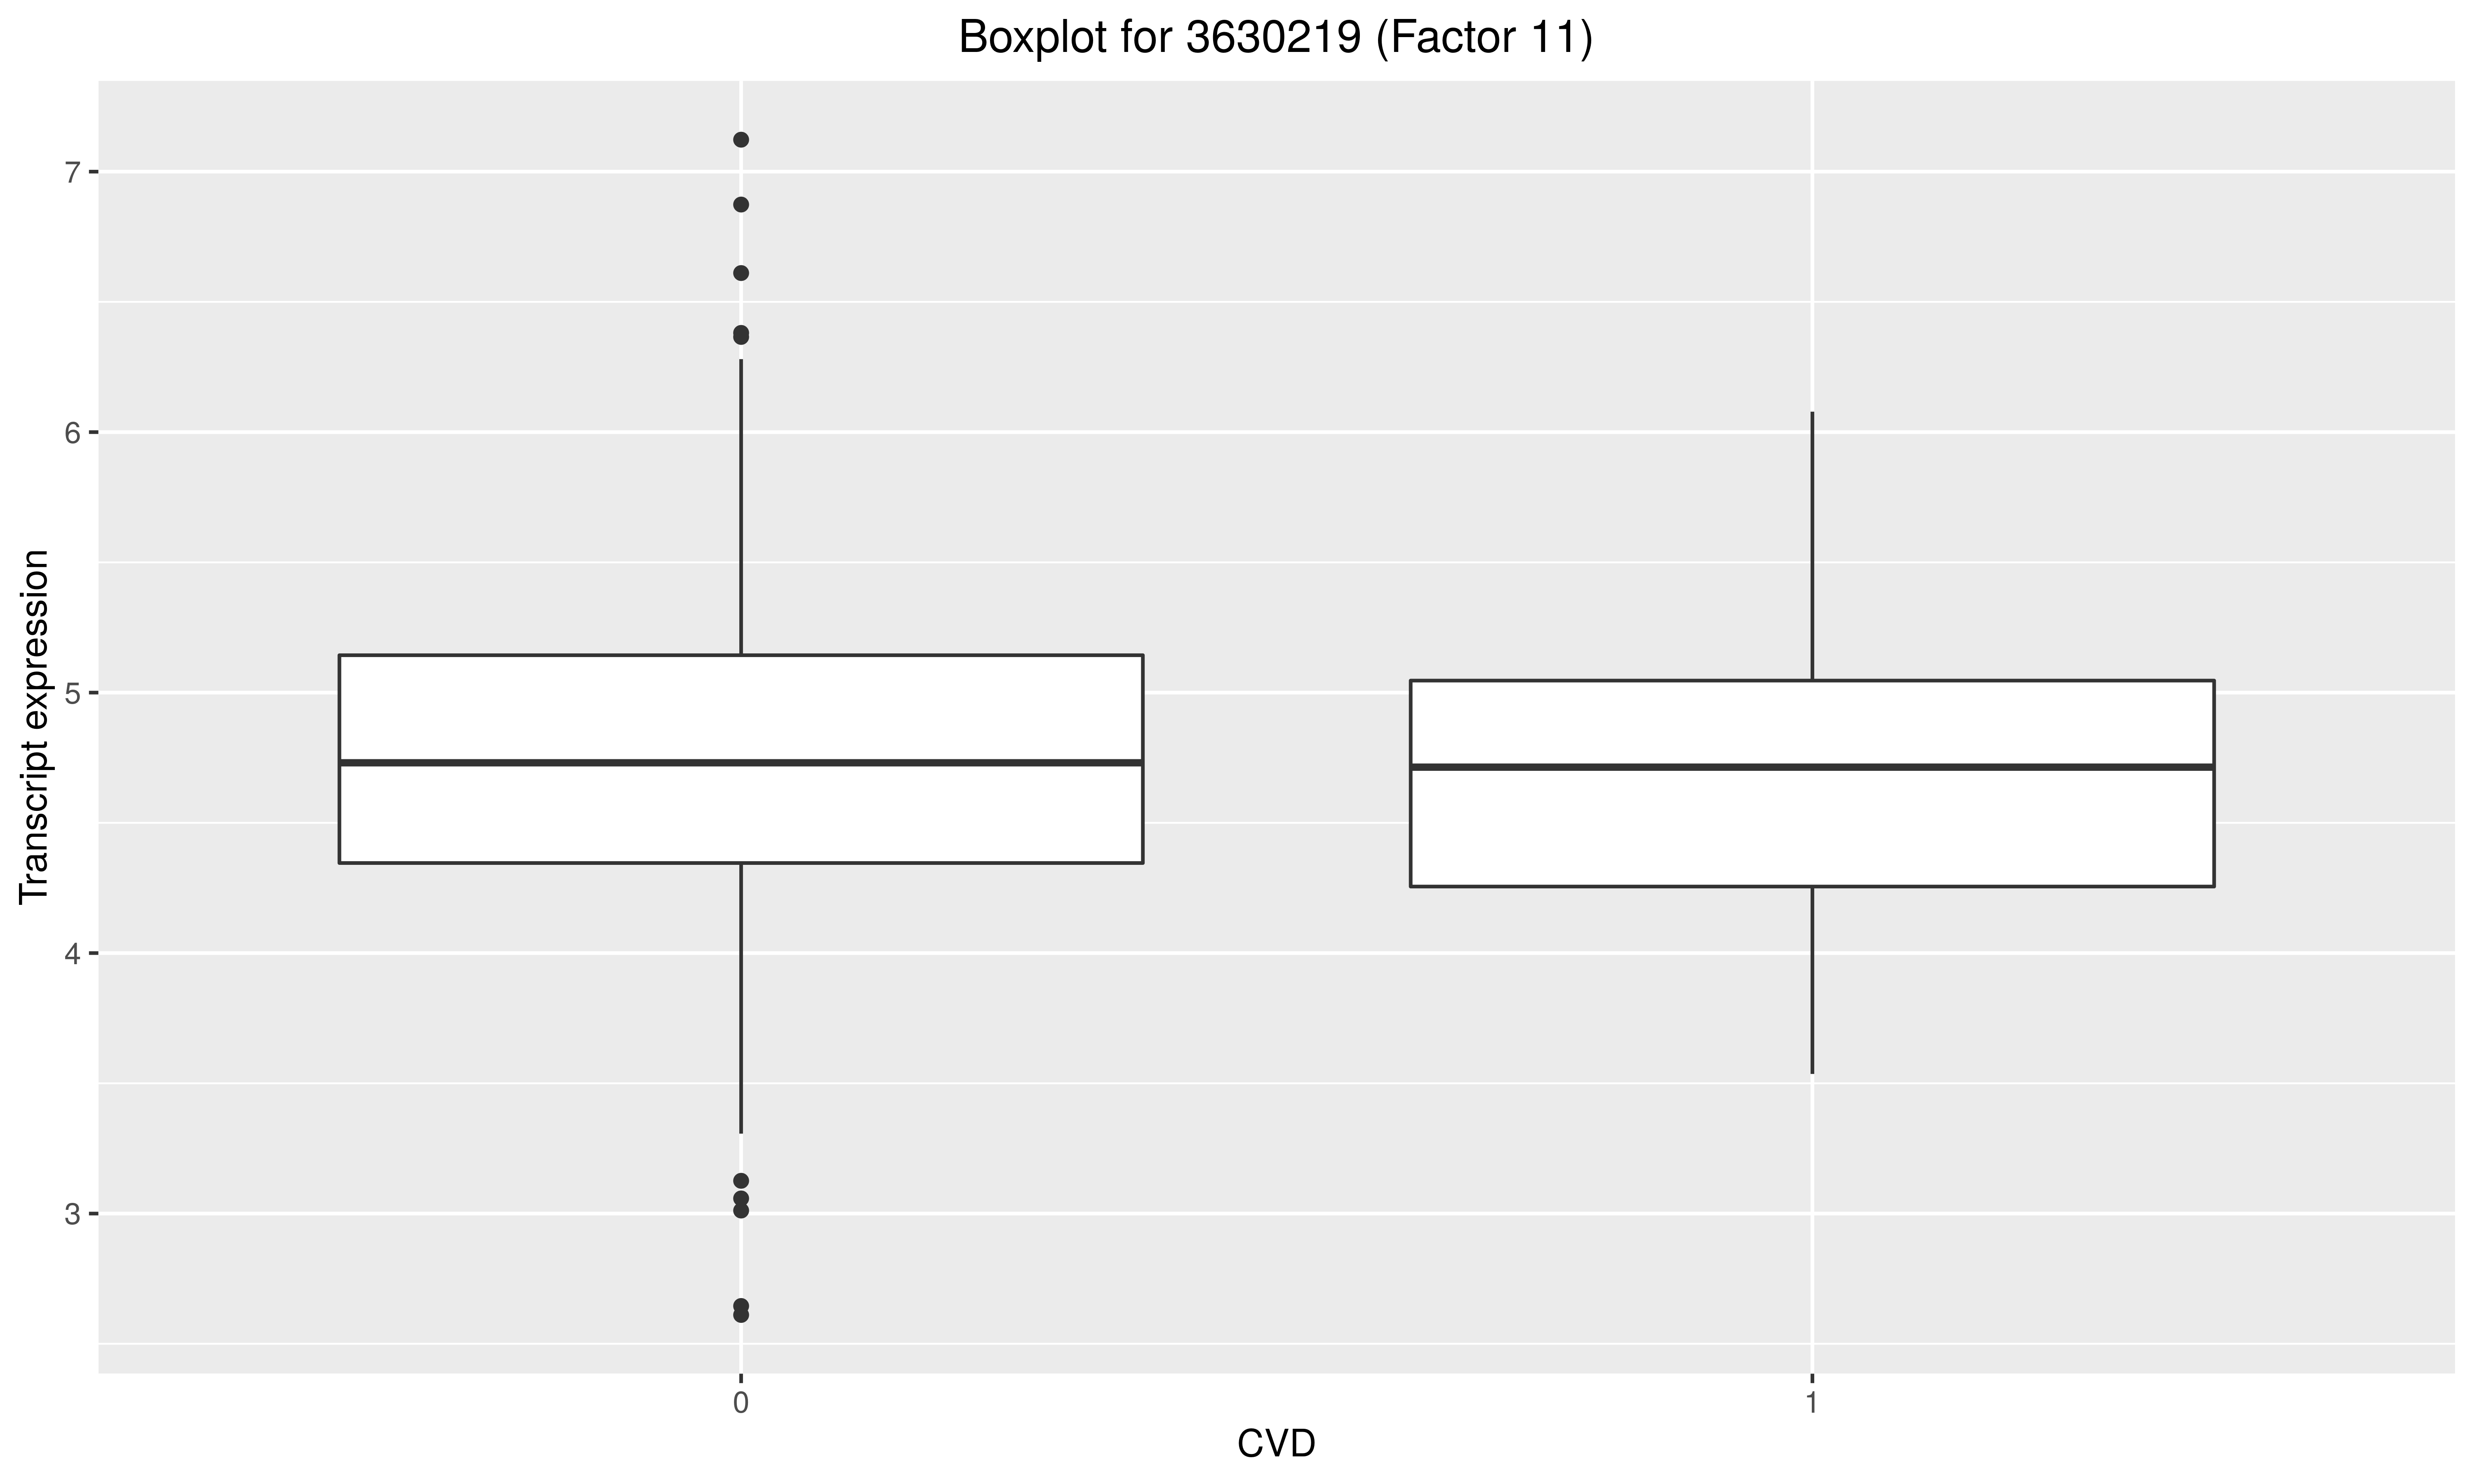 Boxplot for 3630219 (Factor 11)
Transcript expression
7
6
5
4
3
0
1
CVD